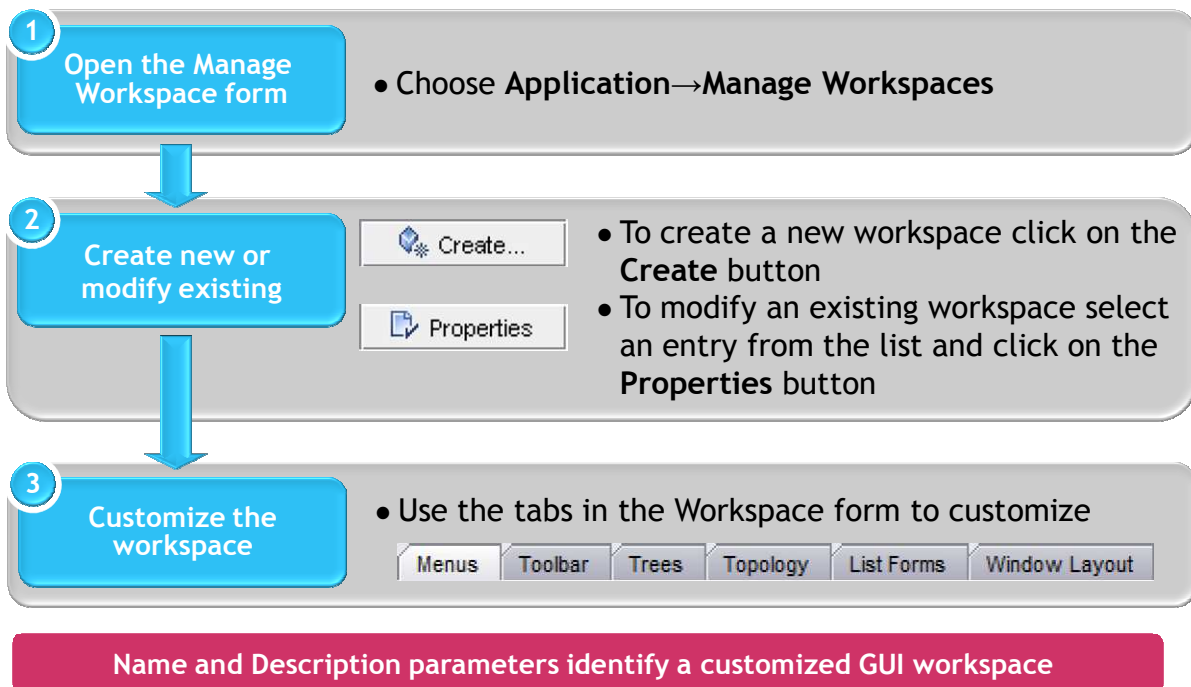 1
Open the Manage
Workspace form
● Choose Application→Manage Workspaces
2
Create new or
modify existing
Create...
Properties
● To create a new workspace click on the
Create button
● To modify an existing workspace select
an entry from the list and click on the
Properties button
3
Customize the
workspace
● Use the tabs in the Workspace form to customize
Menus Toolbar Trees Topology List Forms Window Layout
Name and Description parameters identify a customized GUI workspace